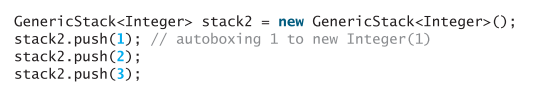 GenericStack<Integer> stack2 = new GenericStack<Integer>();
stack2.push(1); // autoboxing 1 to new Integer(1)
stack2.push(2);
stack2.push(3);